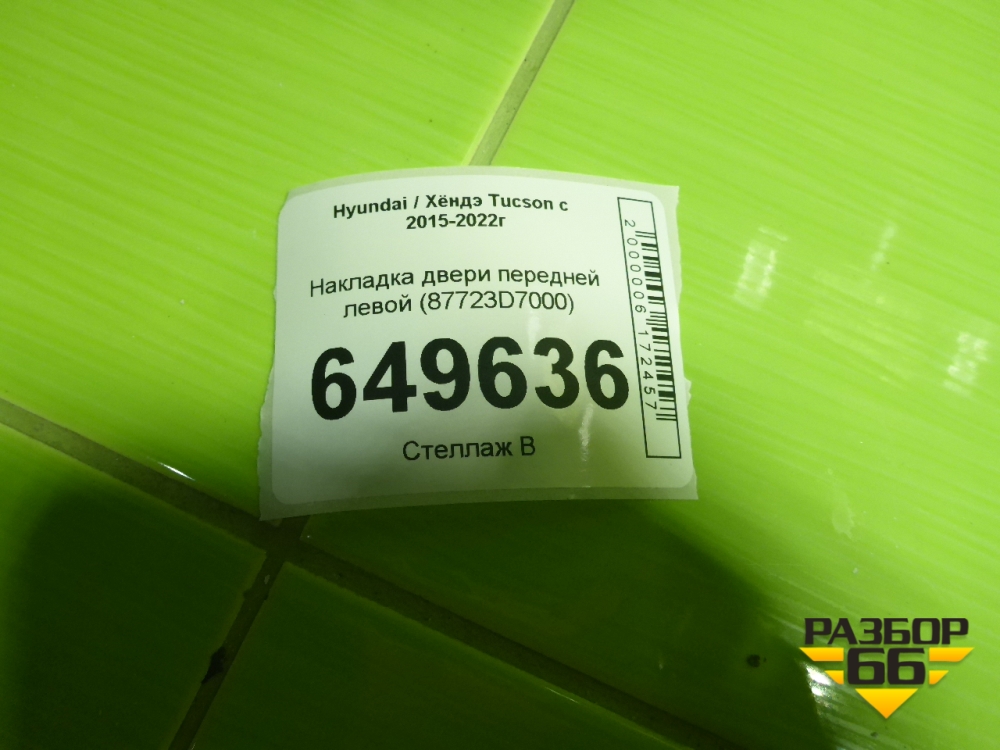 Hyundai / Хёндэ Tucson с
2015-2022г
Накладка двери передней
левой (87723D7000)
649636
Стеллаж В
2000006172457
РАЗБОР
66